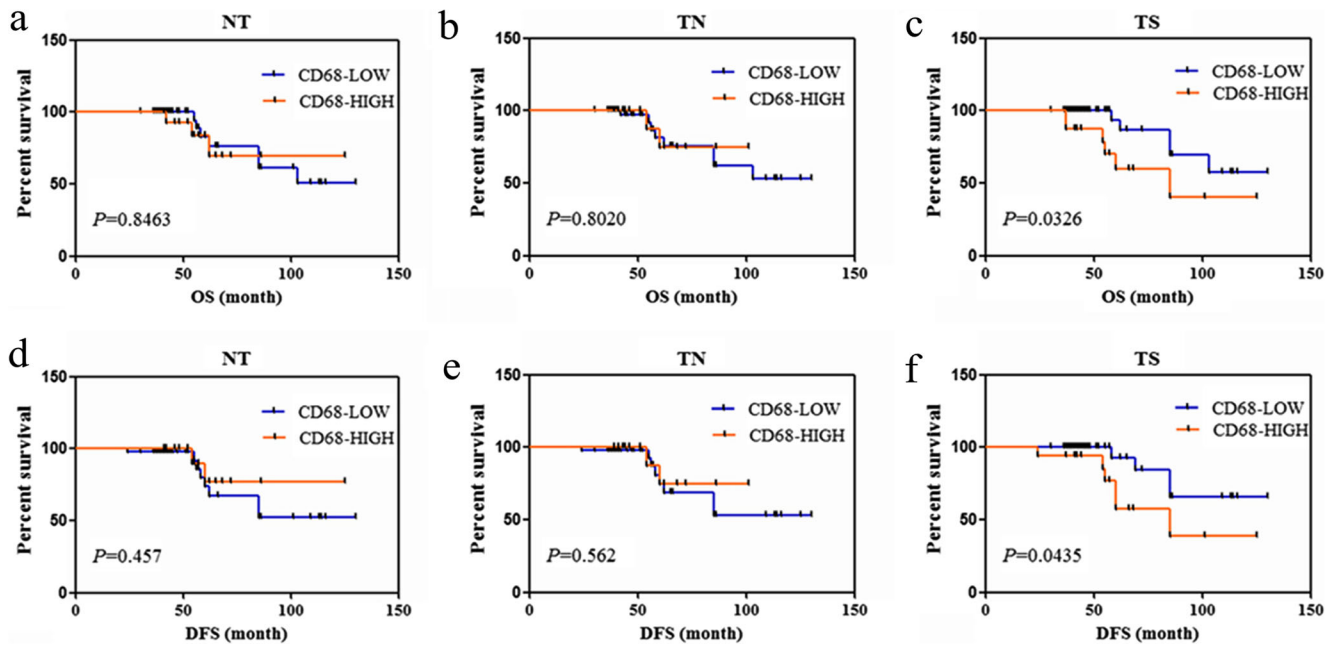 a
NT
150
100
50
0
Percent survival
CD68-LOW
CD68-HIGH
P=0.8463
0 50 100 150
OS (month)
b
TN
150
100
50
0
Percent survival
CD68-LOW
CD68-HIGH
P=0.8020
0 50 100 150
OS (month)
c
TS
150
100
50
0
Percent survival
CD68-LOW
CD68-HIGH
P=0.0326
0 50 100 150
OS (month)
d
NT
150
100
50
0
Percent survival
CD68-LOW
CD68-HIGH
P=0.457
0 50 100 150
DFS (month)
e
TN
150
100
50
0
Percent survival
CD68-LOW
CD68-HIGH
P=0.562
0 50 100 150
DFS (month)
f
TS
150
100
50
0
Percent survival
CD68-LOW
CD68-HIGH
P=0.0435
0 50 100 150
DFS (month)